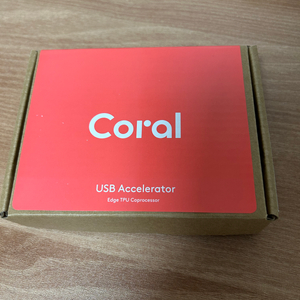 Coral
USB Accelerator
Edge TPU Coprocessor